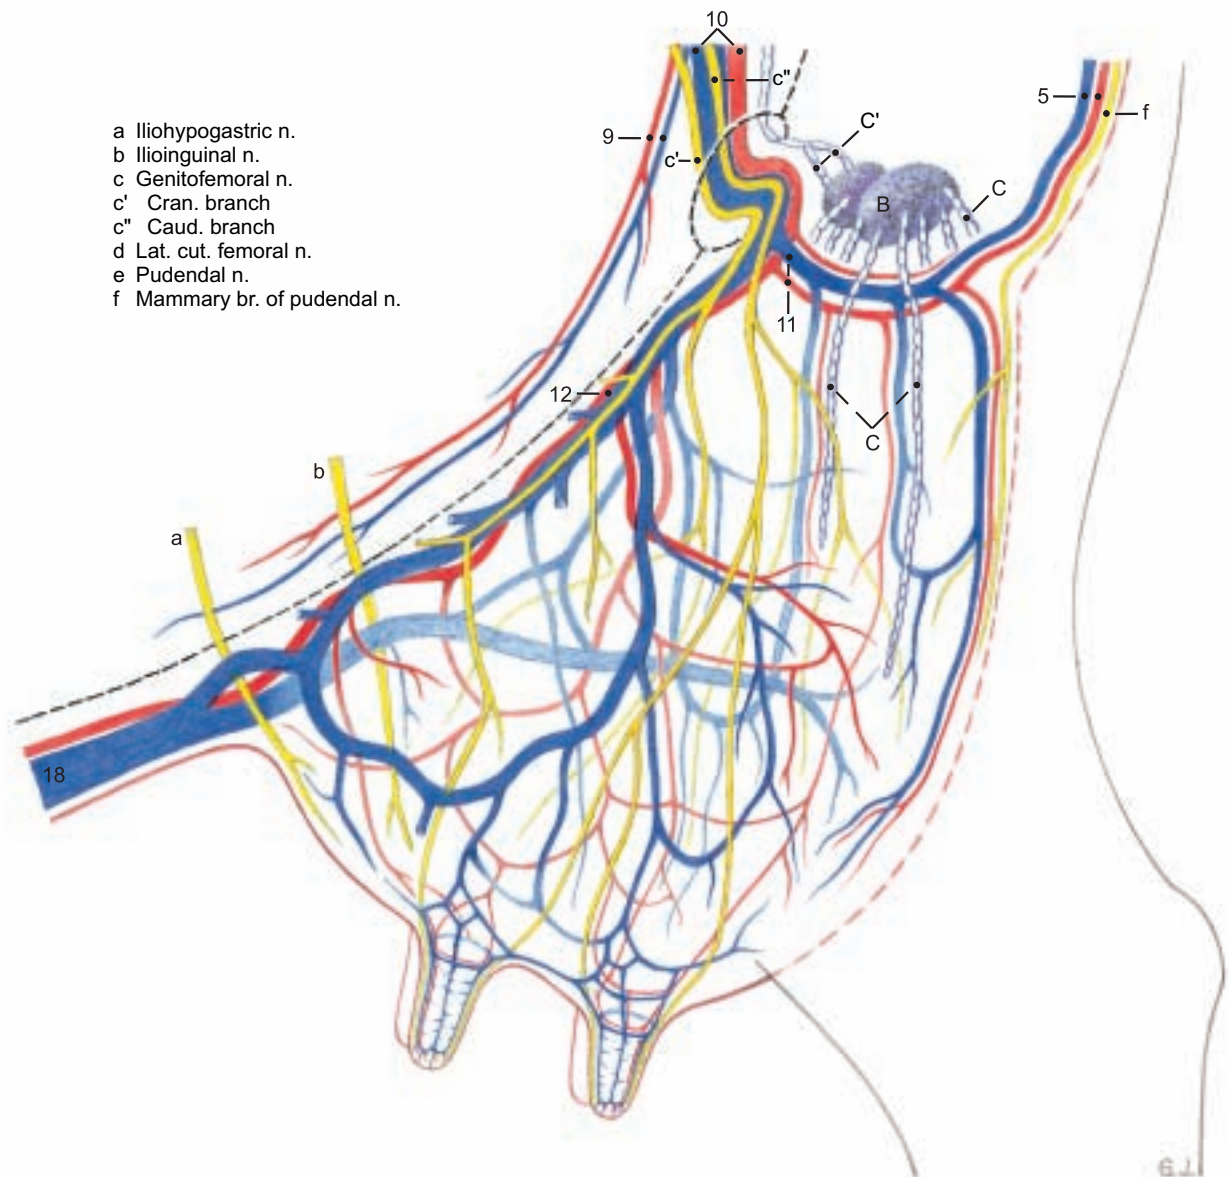 10
c"
5
f
C'
9
c'
a Iliohypogastric n.
b Ilioinguinal n.
c Genitofemoral n.
c' Cran. branch
c" Caud. branch
d Lat. cut. femoral n.
e Pudendal n.
f Mammary br. of pudendal n.
C
B
11
12
C
b
a
18